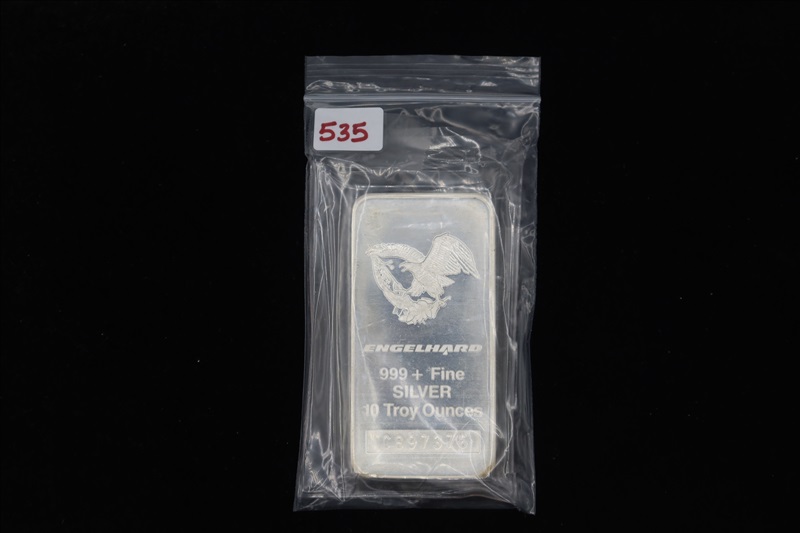 535
ENGELHARD
999 + Fine
SILVER
10 Troy Ounces